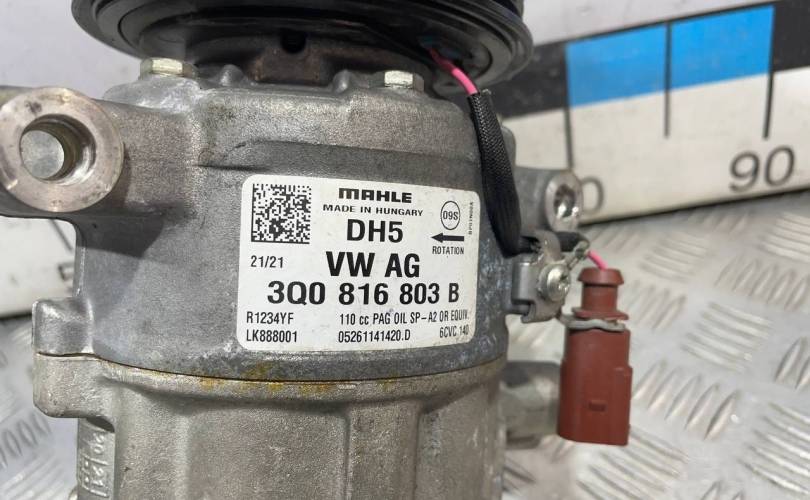 MAHLE
MADE IN HUNGARY
09S
DH5
ROTATION
21/21
VW AG
3Q0 816 803 B
R1234YF
110 cc PAG OIL SP-A2 OR EQUIV.
LK888001
05261141420.D
6CVC 140
90